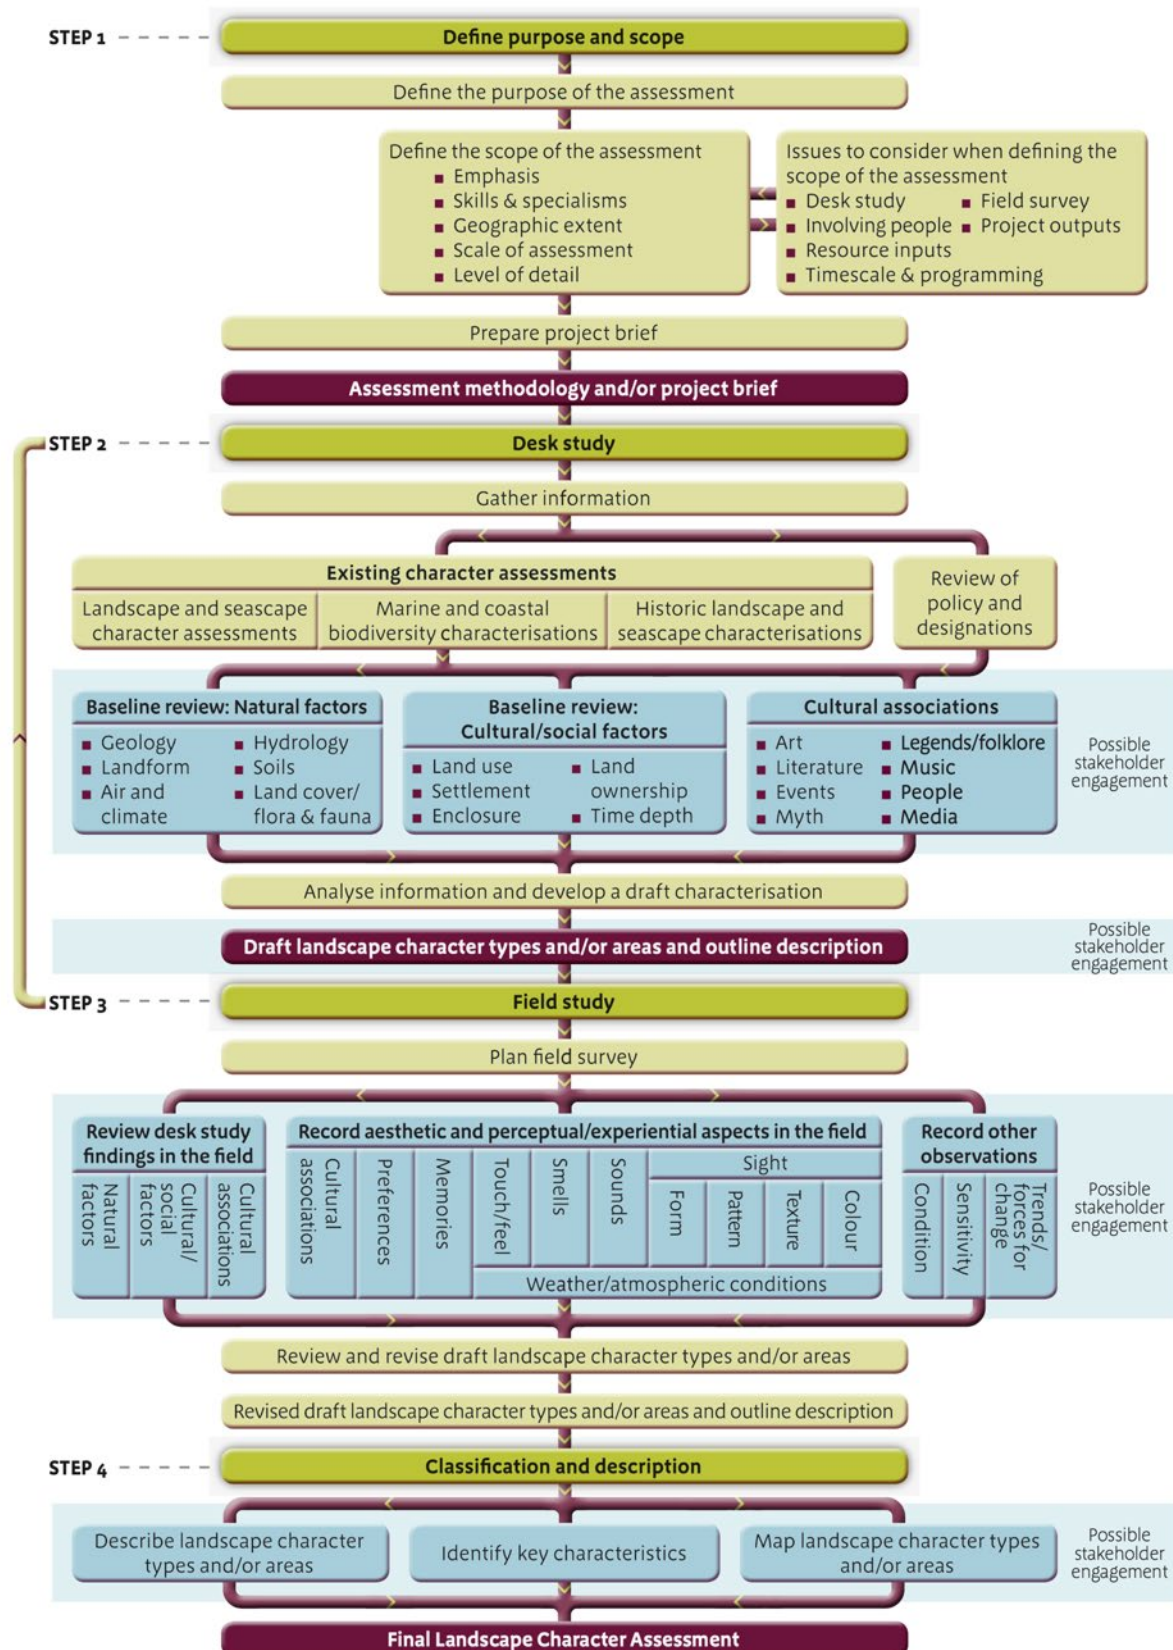 STEP 1
Define purpose and scope
Define the purpose of the assessment
Define the scope of the assessment
Emphasis
Skills & specialisms
Geographic extent
Scale of assessment
Level of detail
Issues to consider when defining the
scope of the assessment
Desk study
Field survey
Involving people
Project outputs
Resource inputs
Timescale & programming
Prepare project brief
Assessment methodology and/or project brief
STEP 2
Desk study
Gather information
Existing character assessments
Landscape and seascape
character assessments
Marine and coastal
biodiversity characterisations
Historic landscape and
seascape characterisations
Review of
policy and
designations
Baseline review: Natural factors
Geology
Landform
Air and
climate
Hydrology
Soils
Land cover/
flora & fauna
Baseline review:
Cultural/social factors
Land use
Settlement
Enclosure
Land
ownership
Time depth
Cultural associations
Art
Literature
Events
Myth
Legends/folklore
Music
People
Media
Possible
stakeholder
engagement
Analyse information and develop a draft characterisation
Draft landscape character types and/or areas and outline description
Possible
stakeholder
engagement
STEP 3
Field study
Plan field survey
Review desk study
findings in the field
Natural
factors
Cultural/
social
factors
Cultural
associations
Record aesthetic and perceptual/experiential aspects in the field
Cultural
associations
Preferences
Memories
Touch/feel
Smells
Sounds
Sight
Form
Pattern
Texture
Colour
Weather/atmospheric conditions
Record other
observations
Condition
Sensitivity
Trends/
forces for
change
Possible
stakeholder
engagement
Review and revise draft landscape character types and/or areas
Revised draft landscape character types and/or areas and outline description
STEP 4
Classification and description
Describe landscape character
types and/or areas
Identify key characteristics
Map landscape character types
and/or areas
Possible
stakeholder
engagement
Final Landscape Character Assessment